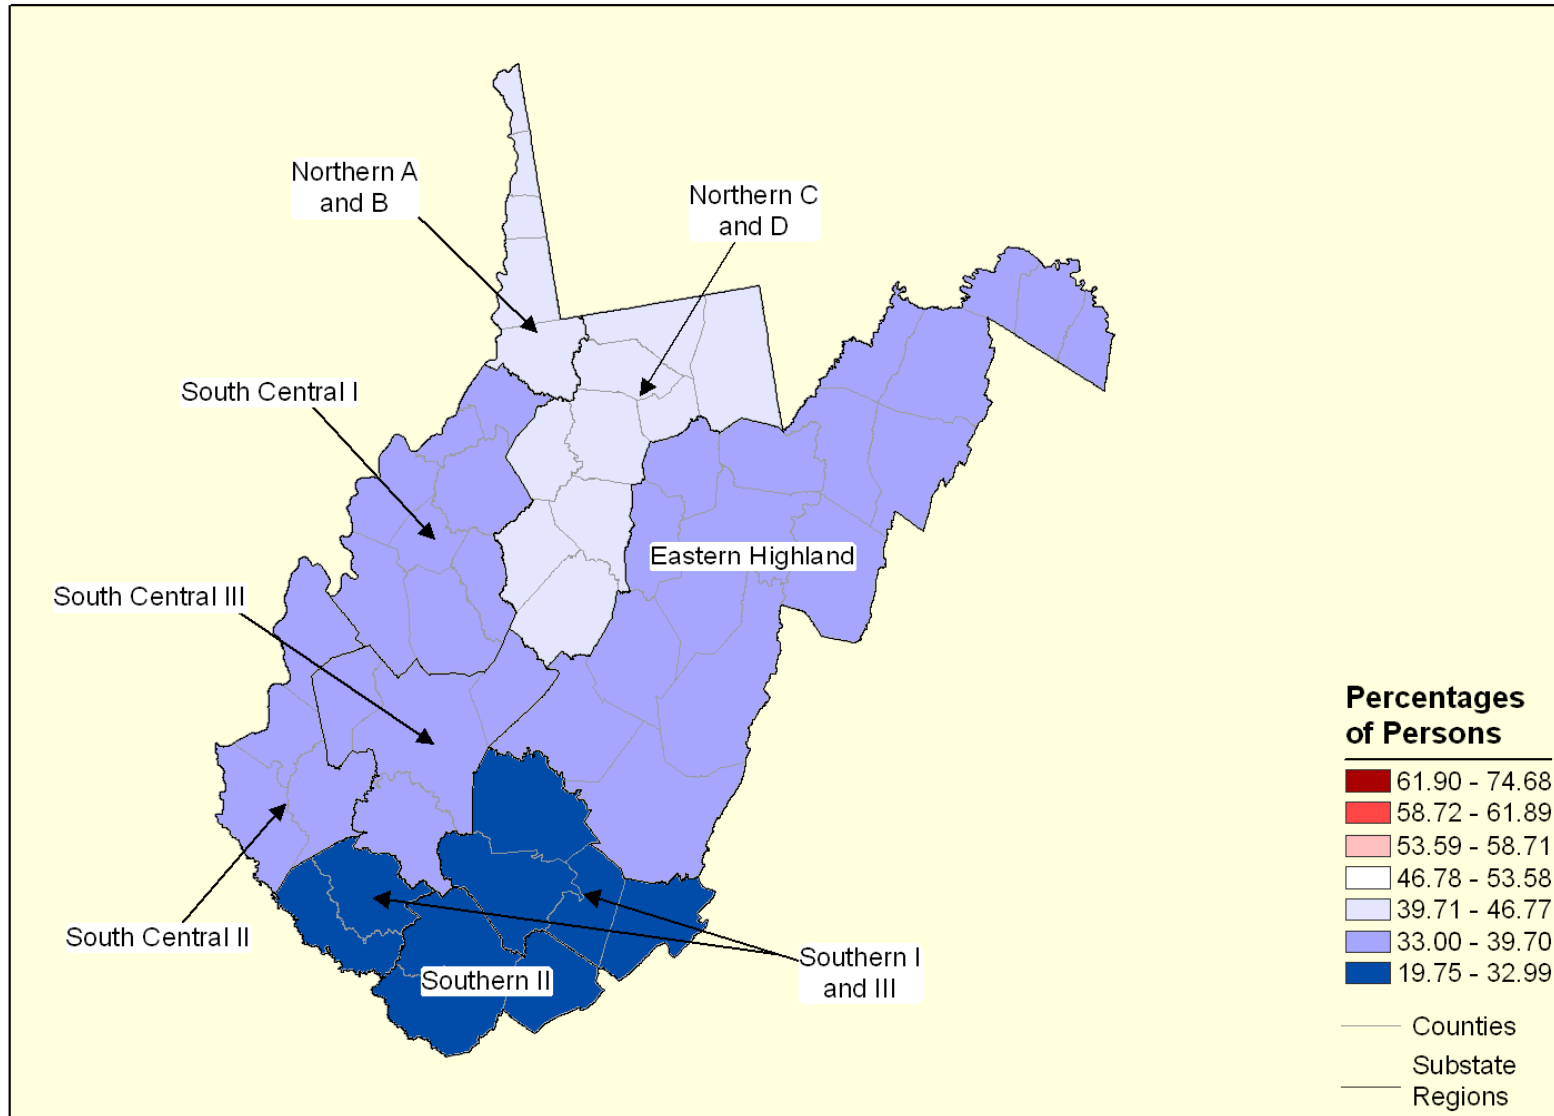 Northern A
and B
Northern C
and D
South Central I
Eastern Highland
South Central III
South Central II
Southern II
Southern I
and III
Percentages
of Persons
61.90 - 74.68
58.72 - 61.89
53.59 - 58.71
46.78 - 53.58
39.71 - 46.77
33.00 - 39.70
19.75 - 32.99
Counties
Substate
Regions